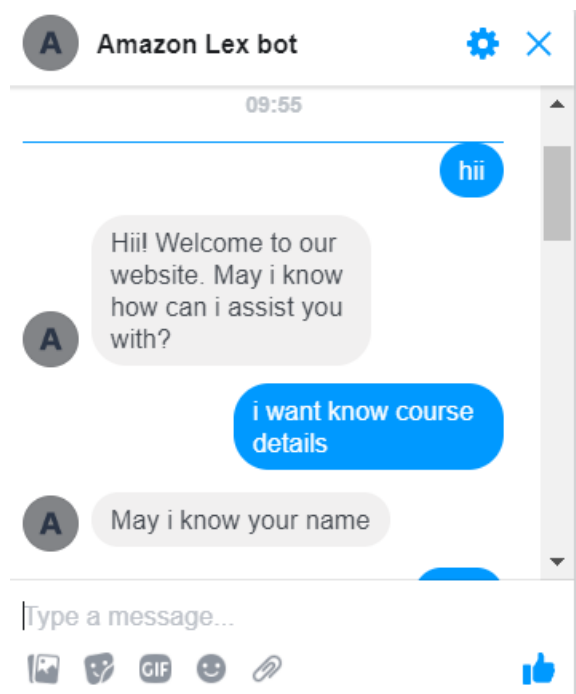 A Amazon Lex bot
09:55
hii
Hii! Welcome to our
website. May i know
how can i assist you
with?
A
i want know course
details
A May i know your name
Type a message...
GIF